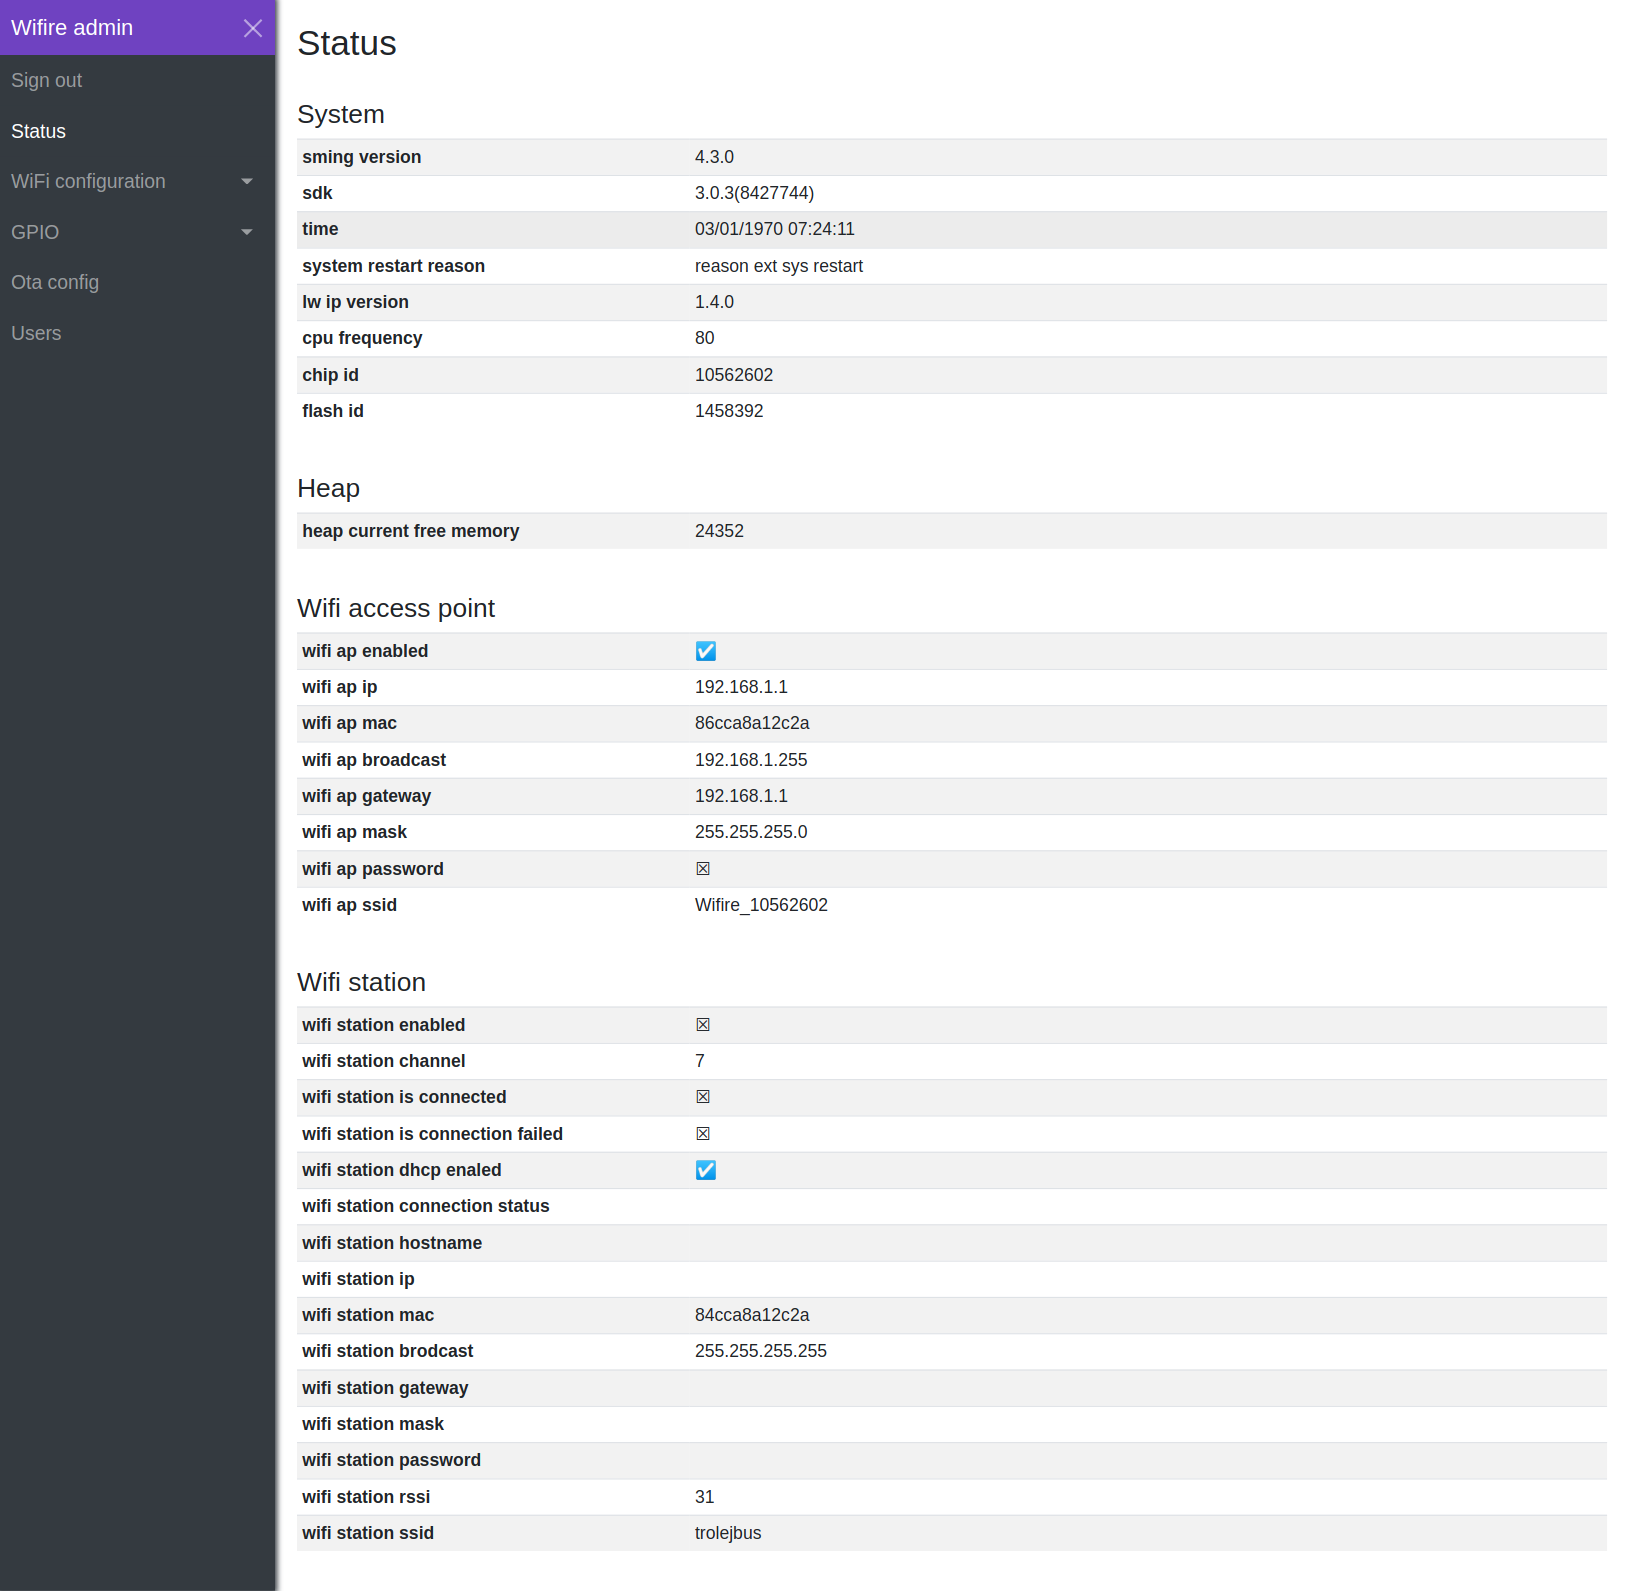 Wifire admin
Sign out
Status
WiFi configuration
GPIO
Ota config
Users
Status
System
sming version 4.3.0
sdk 3.0.3(8427744)
time 03/01/1970 07:24:11
system restart reason reason ext sys restart
lw ip version 1.4.0
cpu frequency 80
chip id 10562602
flash id 1458392
Heap
heap current free memory 24352
Wifi access point
wifi ap enabled ☑
wifi ap ip 192.168.1.1
wifi ap mac 86cca8a12c2a
wifi ap broadcast 192.168.1.255
wifi ap gateway 192.168.1.1
wifi ap mask 255.255.255.0
wifi ap password ☒
wifi ap ssid Wifire_10562602
Wifi station
wifi station enabled ☒
wifi station channel 7
wifi station is connected ☒
wifi station is connection failed ☒
wifi station dhcp enaled ☑
wifi station connection status
wifi station hostname
wifi station ip
wifi station mac 84cca8a12c2a
wifi station brodcast 255.255.255.255
wifi station gateway
wifi station mask
wifi station password
wifi station rssi 31
wifi station ssid trolejbus